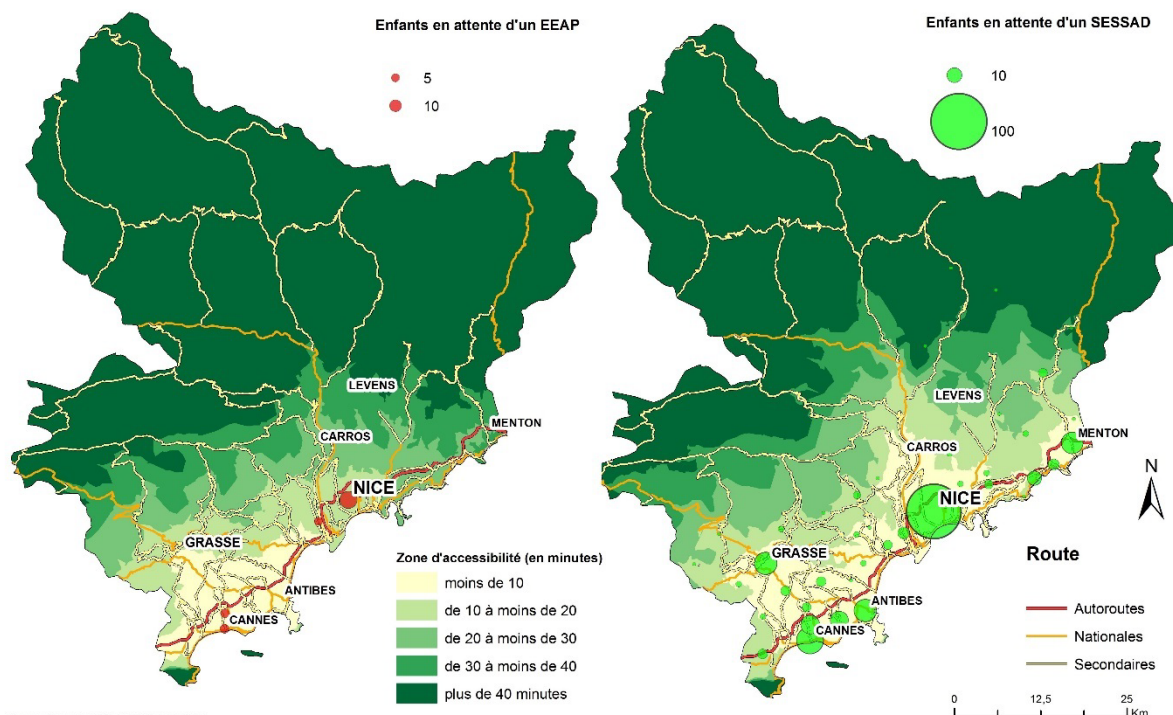 Enfants en attente d'un EEAP
5
10
LEVENS
CARROS
MENTON
NICE
GRASSE
ANTIBES
CANNES
Zone d'accessibilité (en minutes)
moins de 10
de 10 à moins de 20
de 20 à moins de 30
de 30 à moins de 40
plus de 40 minutes
Enfants en attente d'un SESSAD
10
100
LEVENS
CARROS
MENTON
NICE
GRASSE
ANTIBES
CANNES
N
Route
Autoroutes
Nationales
Secondaires
0 12,5 25
Km